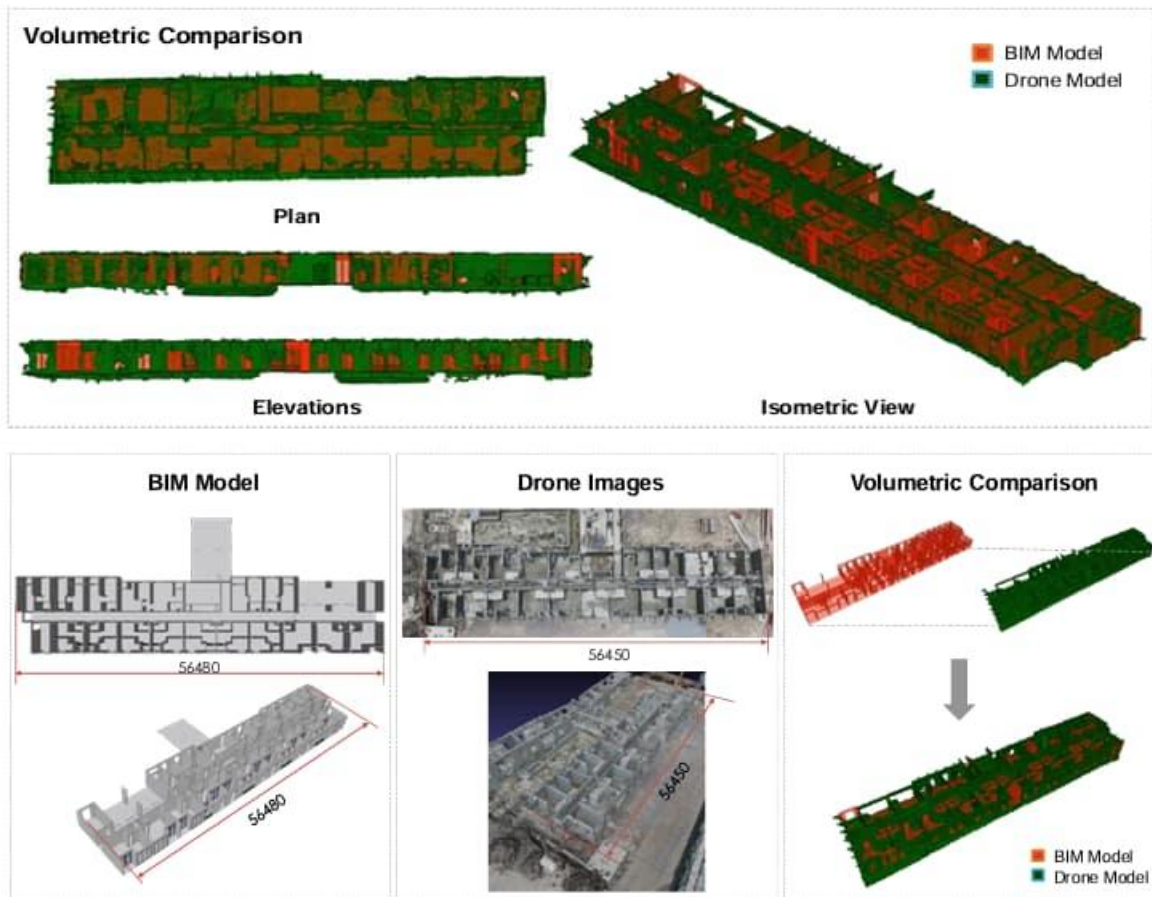 Volumetric Comparison
BIM Model
Drone Model
Plan
Elevations
Isometric View
BIM Model
56480
56480
Drone Images
56450
56450
Volumetric Comparison
BIM Model
Drone Model